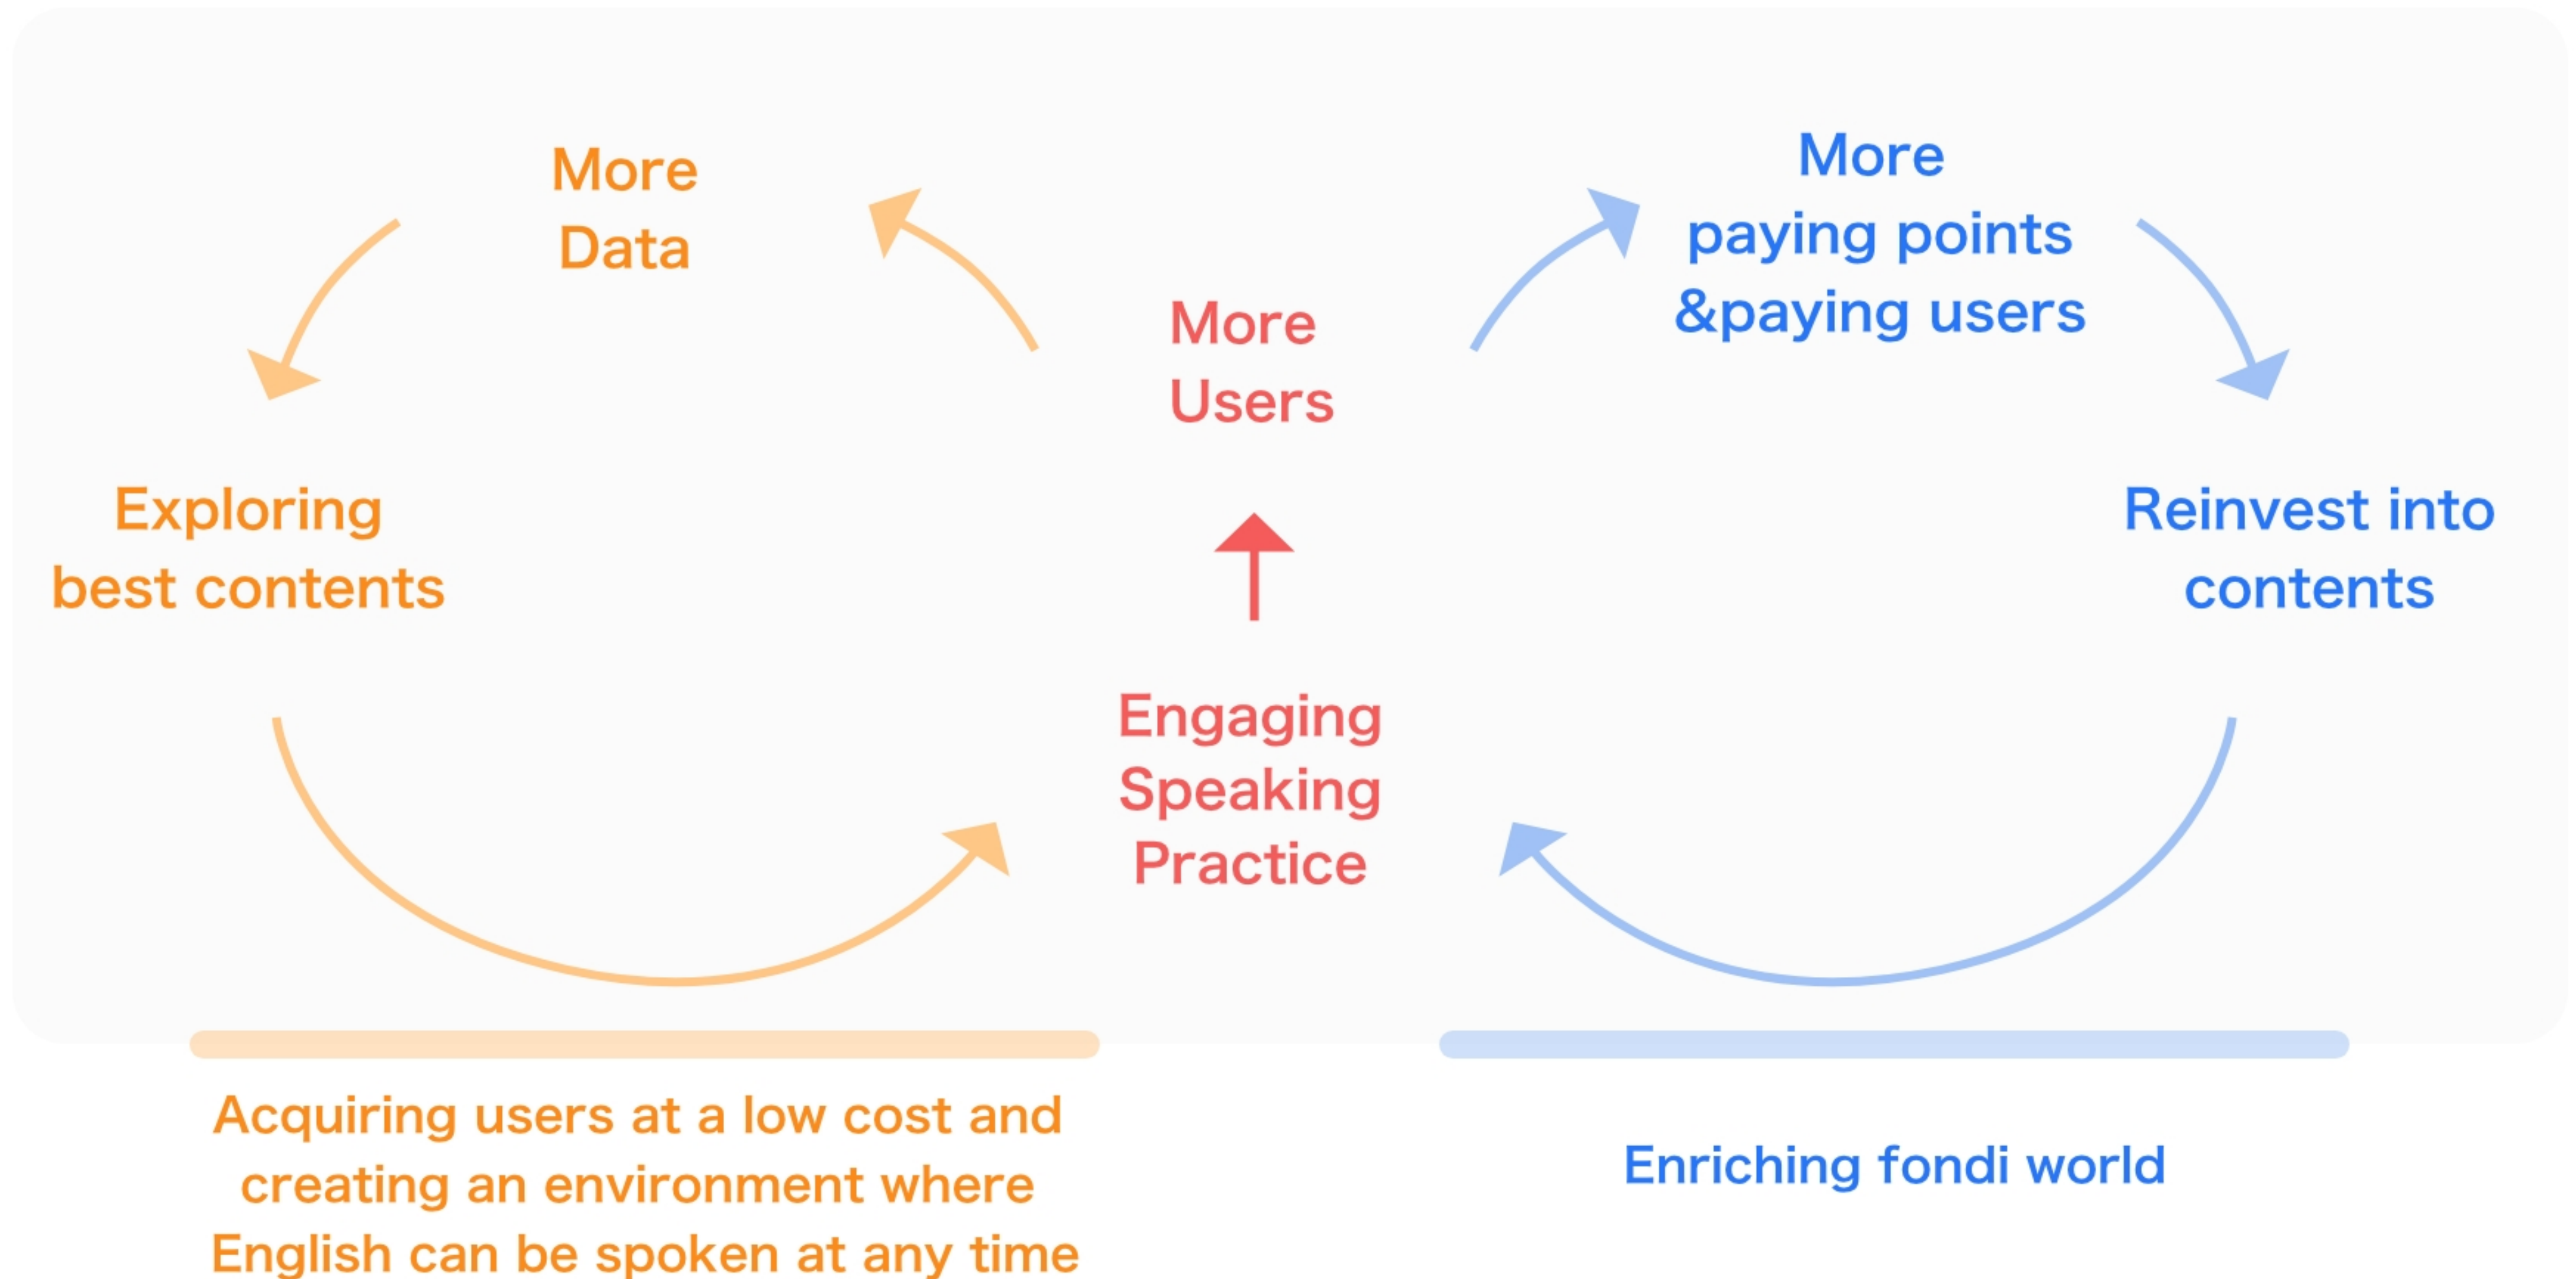 More
Data
Exploring
best contents
More
Users
Engaging
Speaking
Practice
More
paying points
&paying users
Reinvest into
contents
Acquiring users at a low cost and
creating an environment where
English can be spoken at any time
Enriching fondi world